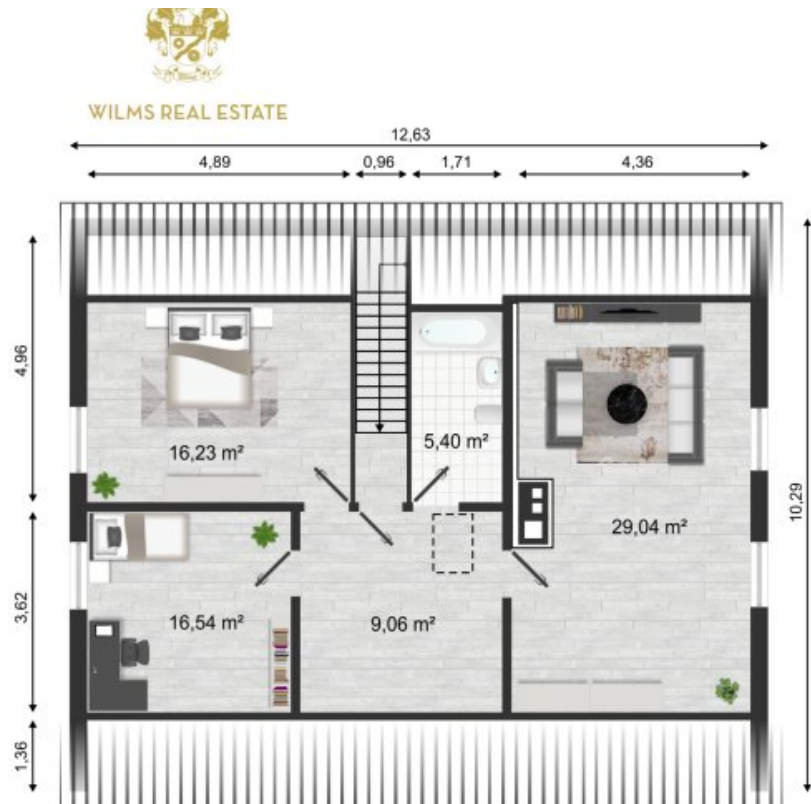 WILMS REAL ESTATE
12,63
4,89
0,96
1,71
4,36
4,96
16,23 m²
5,40 m²
29,04 m²
10,29
3,62
16,54 m²
9,06 m²
1,36